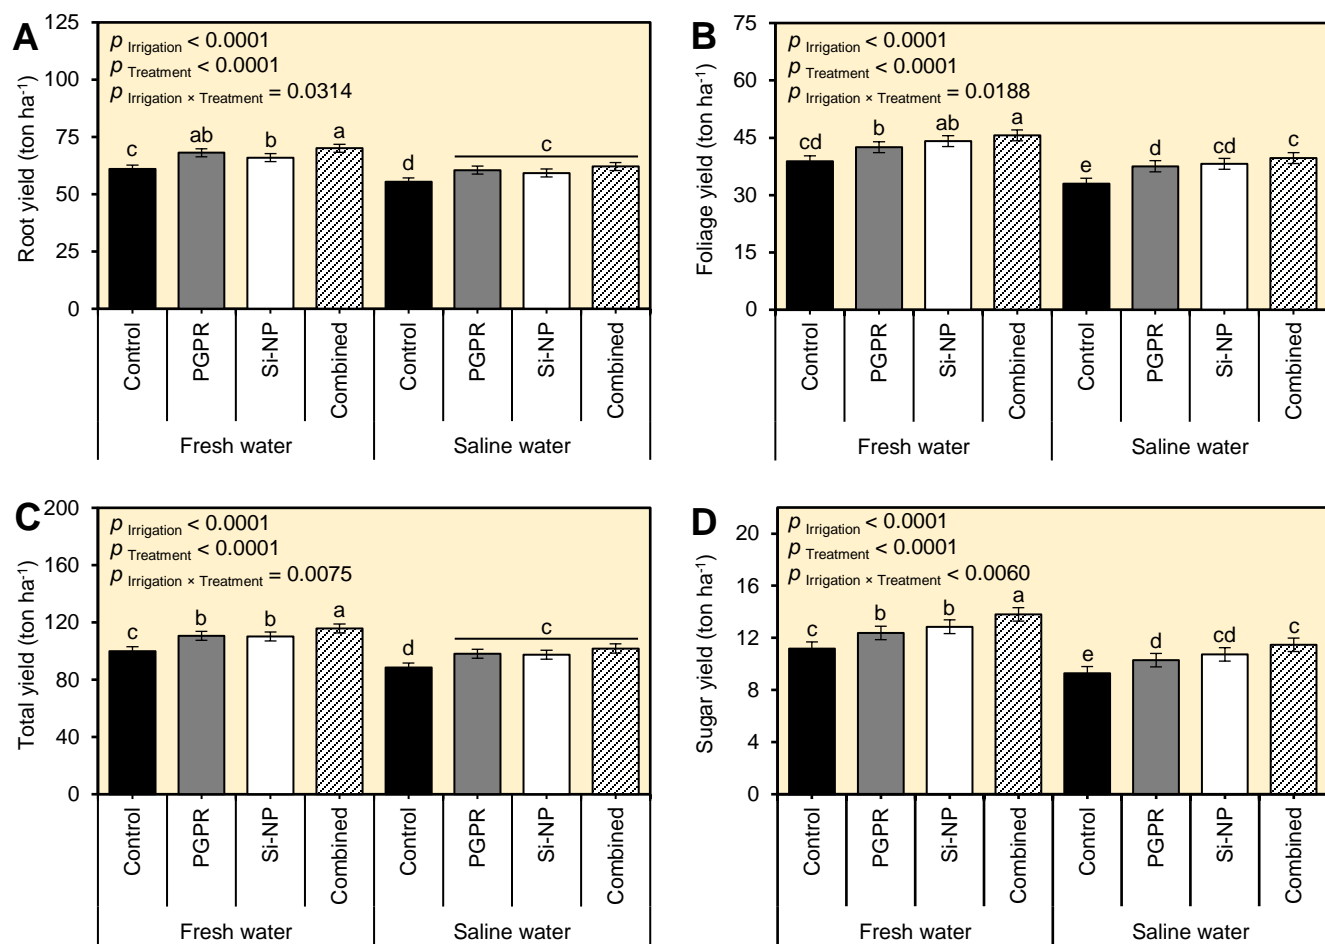 A
Root yield (ton ha-1)
125
100
75
50
25
0
p Irrigation < 0.0001
p Treatment < 0.0001
p Irrigation × Treatment = 0.0314
c
ab
b
a
d
c
Control
PGPR
Si-NP
Combined
Control
PGPR
Si-NP
Combined
Fresh water
Saline water
B
Foliage yield (ton ha-1)
75
60
45
30
15
0
p Irrigation < 0.0001
p Treatment < 0.0001
p Irrigation × Treatment = 0.0188
cd
b
ab
a
e
d
cd
c
Control
PGPR
Si-NP
Combined
Control
PGPR
Si-NP
Combined
Fresh water
Saline water
C
Total yield (ton ha-1)
200
160
120
80
40
0
p Irrigation < 0.0001
p Treatment < 0.0001
p Irrigation × Treatment = 0.0075
c
b
b
a
d
c
Control
PGPR
Si-NP
Combined
Control
PGPR
Si-NP
Combined
Fresh water
Saline water
D
Sugar yield (ton ha-1)
20
16
12
8
4
0
p Irrigation < 0.0001
p Treatment < 0.0001
p Irrigation × Treatment < 0.0060
c
b
b
a
e
d
cd
c
Control
PGPR
Si-NP
Combined
Control
PGPR
Si-NP
Combined
Fresh water
Saline water